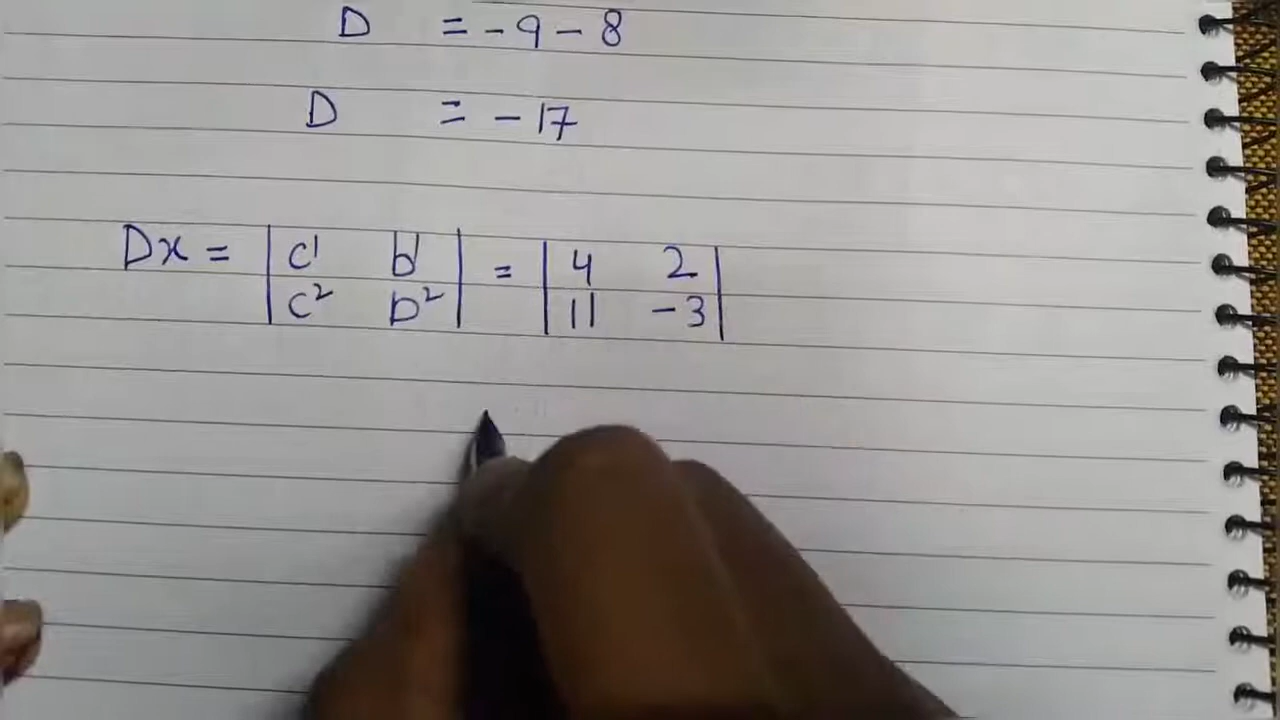 D = -9 - 8
D = -17
Dx = | c1 b1 | = | 4 2 |
| c² b² | | 11 -3 |